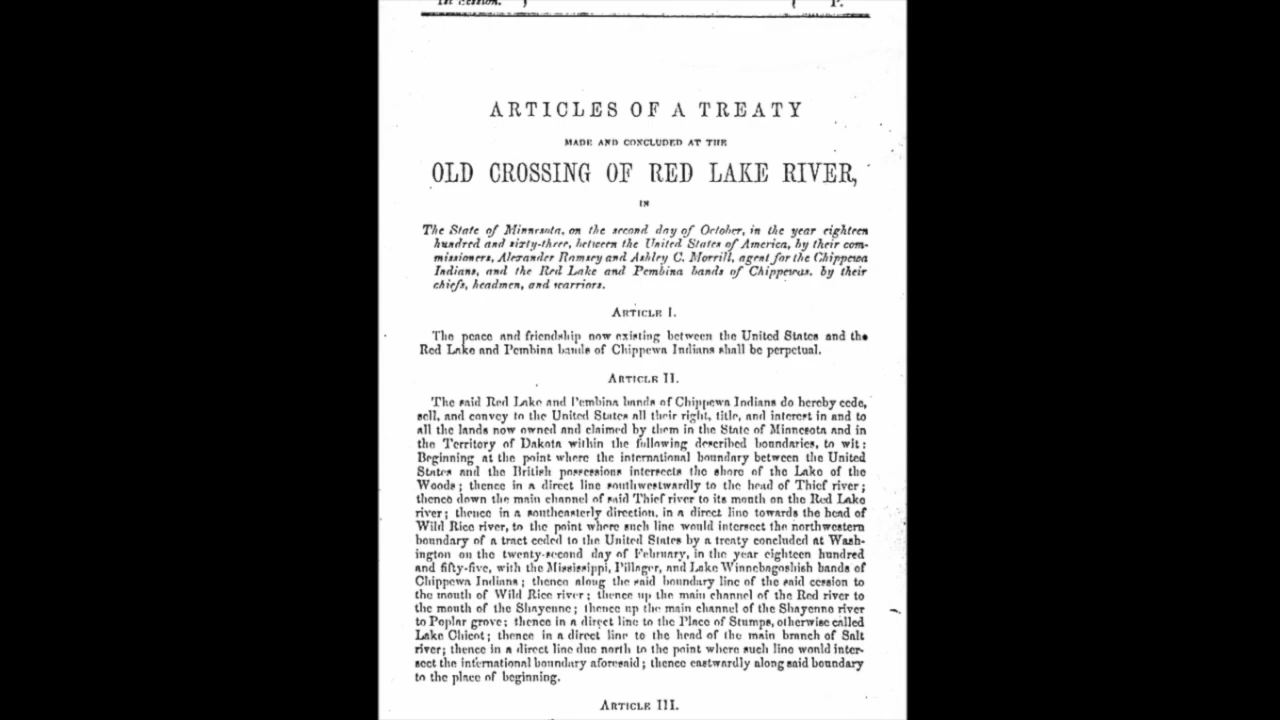 1st Session. } { P.
ARTICLES OF A TREATY
MADE AND CONCLUDED AT THE
OLD CROSSING OF RED LAKE RIVER,
IN
The State of Minnesota, on the second day of October, in the year eighteen
hundred and sixty-three, between the United States of America, by their com-
missioners, Alexander Ramsey and Ashley C. Morrill, agent for the Chippewa
Indians, and the Red Lake and Pembina bands of Chippewas, by their
chiefs, headmen, and warriors.
ARTICLE I.
The peace and friendship now existing between the United States and the
Red Lake and Pembina bands of Chippewa Indians shall be perpetual.
ARTICLE II.
The said Red Lake and Pembina bands of Chippewa Indians do hereby cede,
sell, and convey to the United States all their right, title, and interest in and to
all the lands now owned and claimed by them in the State of Minnesota and in
the Territory of Dakota within the following described boundaries, to wit:
Beginning at the point where the international boundary between the United
States and the British possessions intersects the shore of the Lake of the
Woods; thence in a direct line southwestwardly to the head of Thief river;
thence down the main channel of said Thief river to its mouth on the Red Lake
river; thence in a southeasterly direction, in a direct line towards the head of
Wild Rice river, to the point where such line would intersect the northwestern
boundary of a tract ceded to the United States by a treaty concluded at Wash-
ington on the twenty-second day of February, in the year eighteen hundred
and fifty-five, with the Mississippi, Pillager, and Lake Winnebagoshish bands of
Chippewa Indians; thence along the said boundary line of the said cession to
the mouth of Wild Rice river; thence up the main channel of the Red river to
the mouth of the Shayenne; thence up the main channel of the Shayenne river
to Poplar grove; thence in a direct line to the Place of Stumps, otherwise called
Lake Chicot; thence in a direct line to the head of the main branch of Salt
river; thence in a direct line due north to the point where such line would inter-
sect the international boundary aforesaid; thence eastwardly along said boundary
to the place of beginning.
ARTICLE III.